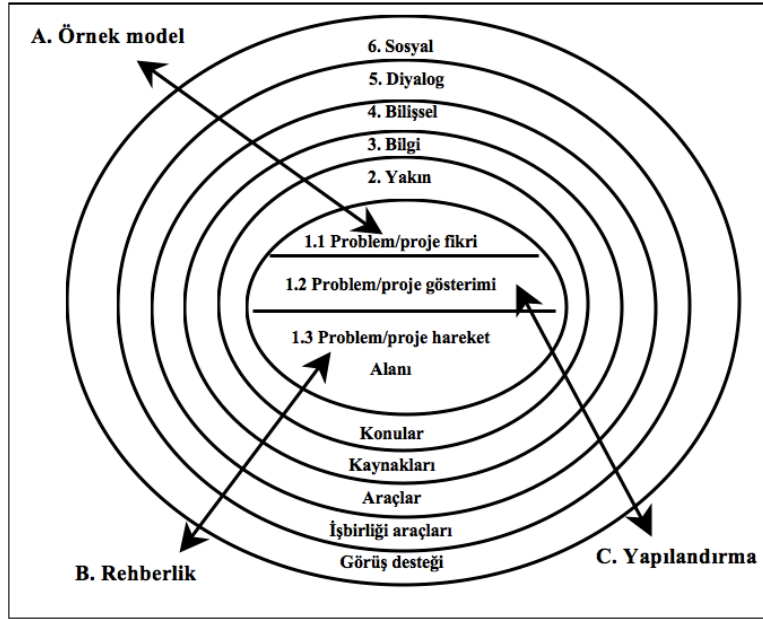 A. Örnek model
6. Sosyal
5. Diyalog
4. Bilişsel
3. Bilgi
2. Yakın
1.1 Problem/proje fikri
1.2 Problem/proje gösterimi
1.3 Problem/proje hareket
Alanı
Konular
Kaynakları
Araçlar
İşbirliği araçları
Görüş desteği
B. Rehberlik
C. Yapılandırma